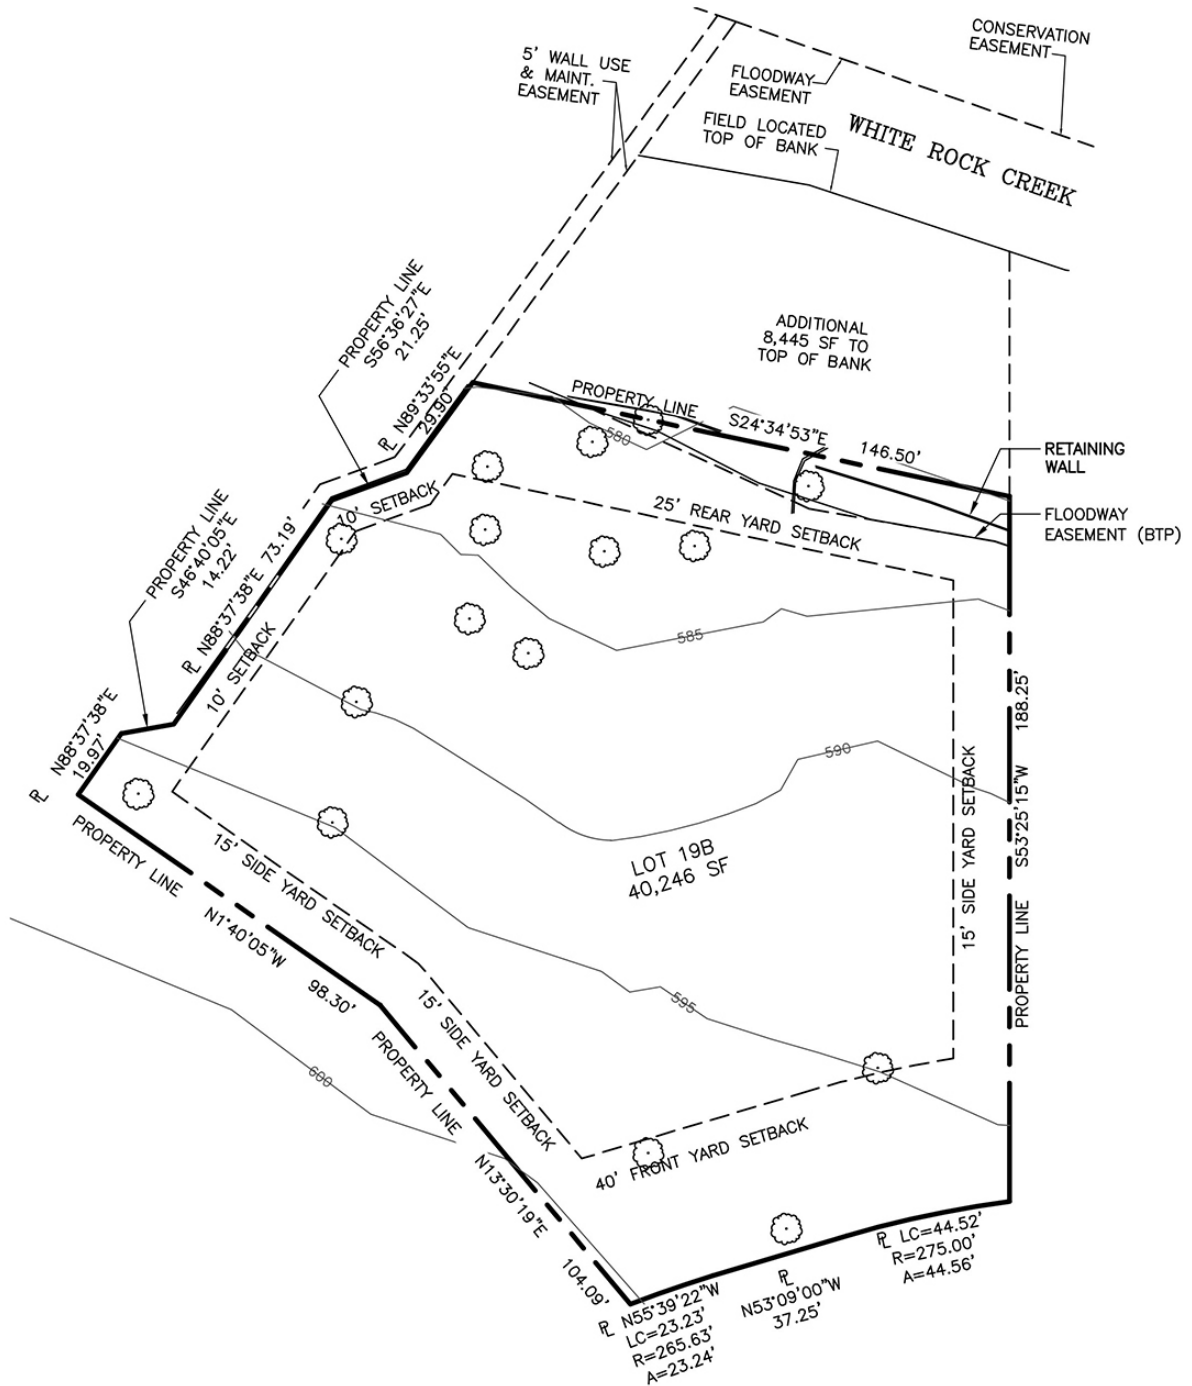 CONSERVATION
EASEMENT
5' WALL USE
& MAINT.
EASEMENT
FLOODWAY
EASEMENT
FIELD LOCATED
TOP OF BANK
WHITE ROCK CREEK
PROPERTY LINE
S56°36'27"E
21.25'
ADDITIONAL
8,445 SF TO
TOP OF BANK
℄ N89°33'55"E
29.90'
PROPERTY LINE
S24°34'53"E
146.50'
580
RETAINING
WALL
FLOODWAY
EASEMENT (BTP)
10' SETBACK
25' REAR YARD SETBACK
PROPERTY LINE
S46°40'05"E
14.22'
℄ N88°37'38"E 73.19'
10' SETBACK
585
188.25'
S53°25'15"W
PROPERTY LINE
15' SIDE YARD SETBACK
590
N88°37'38"E
19.97'
℄
PROPERTY LINE
N1°40'05"W
98.30'
15' SIDE YARD SETBACK
LOT 19B
40,246 SF
595
600
15' SIDE YARD SETBACK
PROPERTY LINE
N13°30'19"E
104.09'
40' FRONT YARD SETBACK
℄ LC=44.52'
R=275.00'
A=44.56'
℄
N53°09'00"W
37.25'
℄ N55°39'22"W
LC=23.23'
R=265.63'
A=23.24'